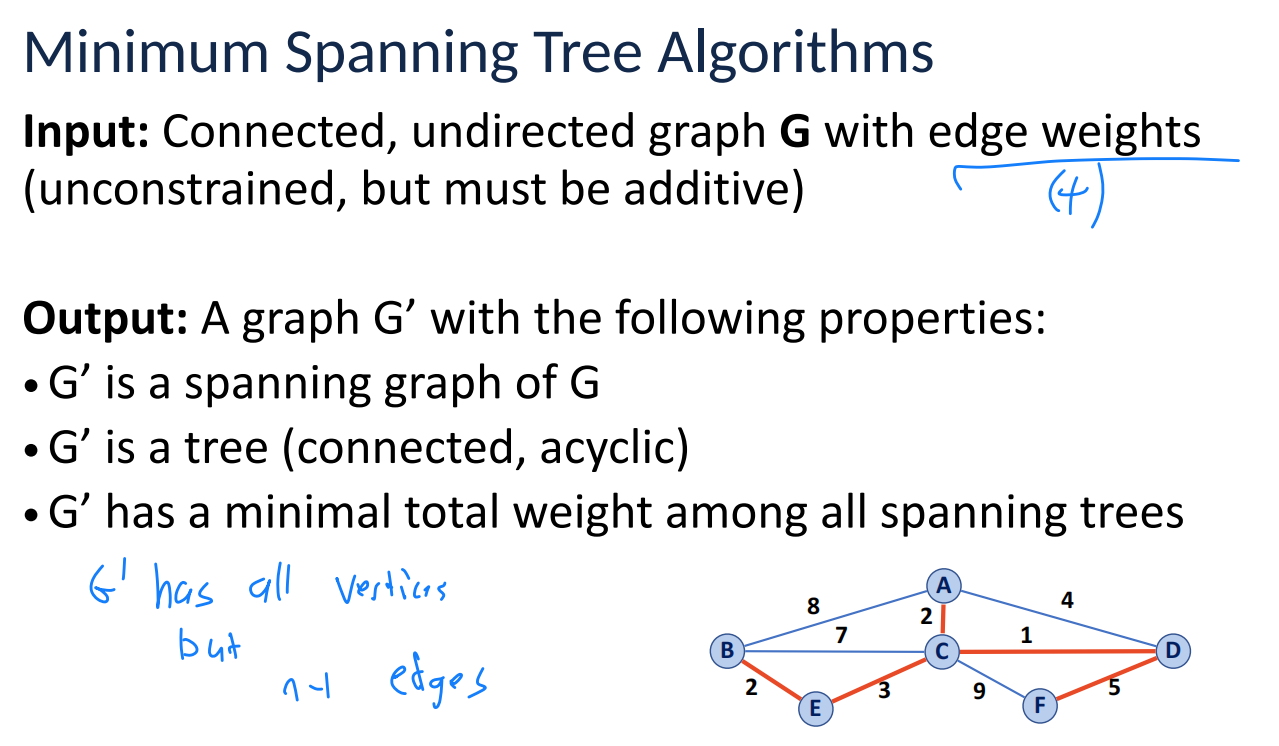 Minimum Spanning Tree Algorithms
Input: Connected, undirected graph G with edge weights
(unconstrained, but must be additive)
(+)
Output: A graph G’ with the following properties:
• G’ is a spanning graph of G
• G’ is a tree (connected, acyclic)
• G’ has a minimal total weight among all spanning trees
G' has all vertices
but
n-1 edges
A
8
4
2
7
1
B
C
D
2
3
9
5
E
F